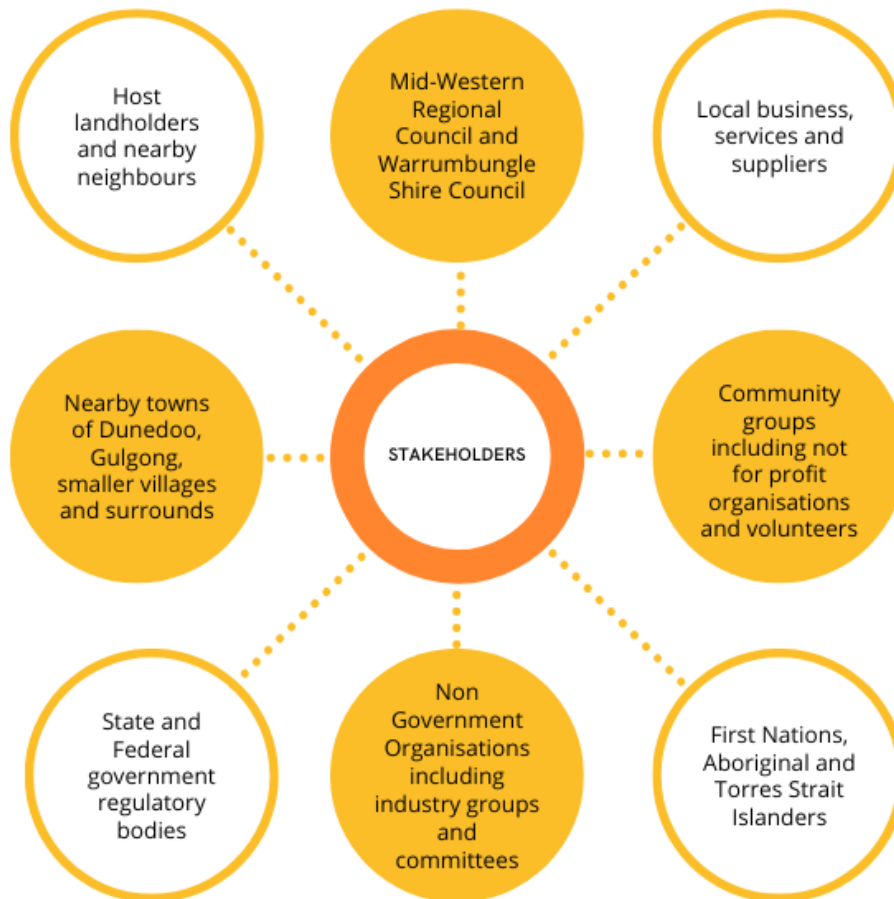 Host
landholders
and nearby
neighbours
Mid-Western
Regional
Council and
Warrumbungle
Shire Council
Local business,
services and
suppliers
Nearby towns
of Dunedoo,
Gulgong,
smaller villages
and surrounds
STAKEHOLDERS
Community
groups
including not
for profit
organisations
and volunteers
State and
Federal
government
regulatory
bodies
Non
Government
Organisations
including
industry groups
and
committees
First Nations,
Aboriginal and
Torres Strait
Islanders